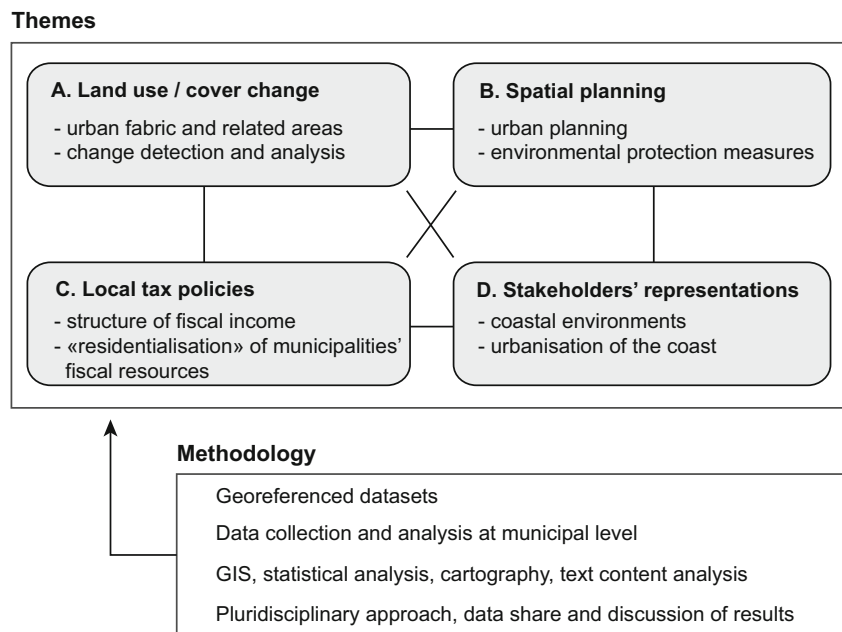 Themes
A. Land use / cover change
- urban fabric and related areas
- change detection and analysis
B. Spatial planning
- urban planning
- environmental protection measures
C. Local tax policies
- structure of fiscal income
- «residentialisation» of municipalities’
fiscal resources
D. Stakeholders’ representations
- coastal environments
- urbanisation of the coast
Methodology
Georeferenced datasets
Data collection and analysis at municipal level
GIS, statistical analysis, cartography, text content analysis
Pluridisciplinary approach, data share and discussion of results